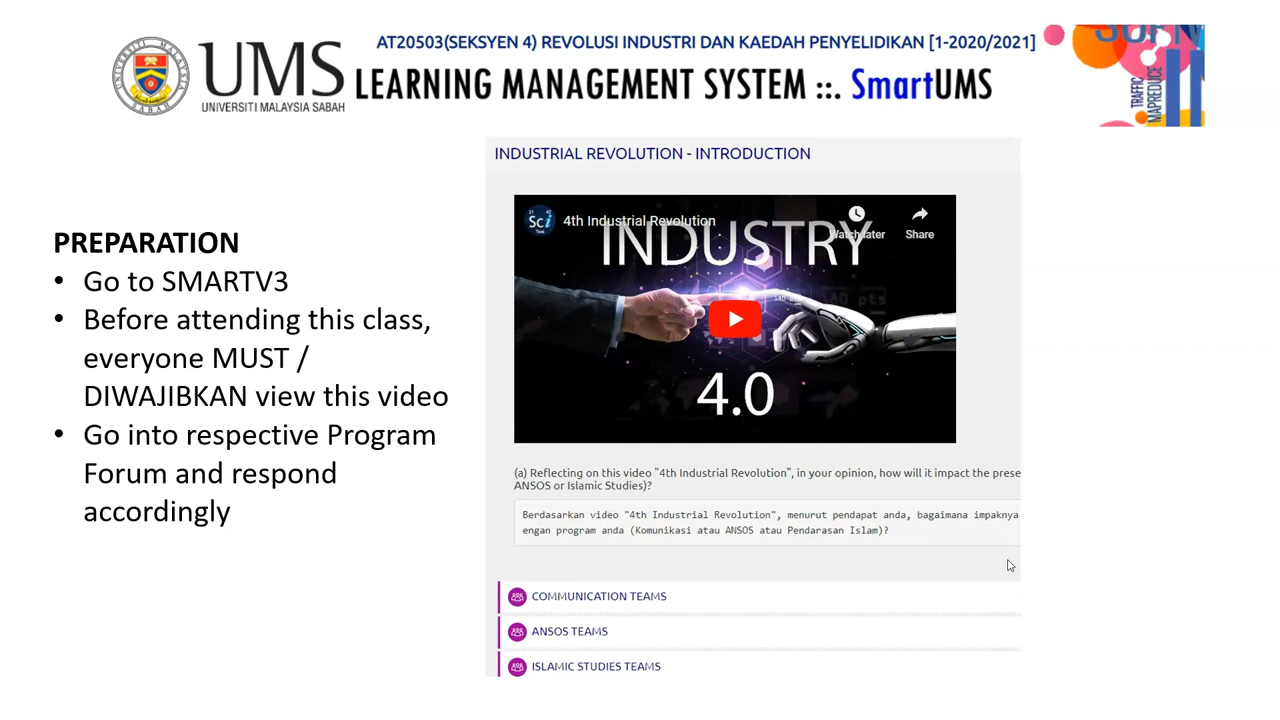 UMS
UNIVERSITI MALAYSIA SABAH
AT20503(SEKSYEN 4) REVOLUSI INDUSTRI DAN KAEDAH PENYELIDIKAN [1-2020/2021]
LEARNING MANAGEMENT SYSTEM ::. SmartUMS
TRAFFIC
MAPREDUCE
INDUSTRIAL REVOLUTION - INTRODUCTION
Sci
TIME
4th Industrial Revolution
Watch later
Share
INDUSTRY
4.0
PREPARATION
• Go to SMARTV3
• Before attending this class,
everyone MUST /
DIWAJIBKAN view this video
• Go into respective Program
Forum and respond
accordingly
(a) Reflecting on this video "4th Industrial Revolution", in your opinion, how will it impact the prese
ANSOS or Islamic Studies)?
Berdasarkan video "4th Industrial Revolution", menurut pendapat anda, bagaimana impaknya
engan program anda (Komunikasi atau ANSOS atau Pendarasan Islam)?
COMMUNICATION TEAMS
ANSOS TEAMS
ISLAMIC STUDIES TEAMS